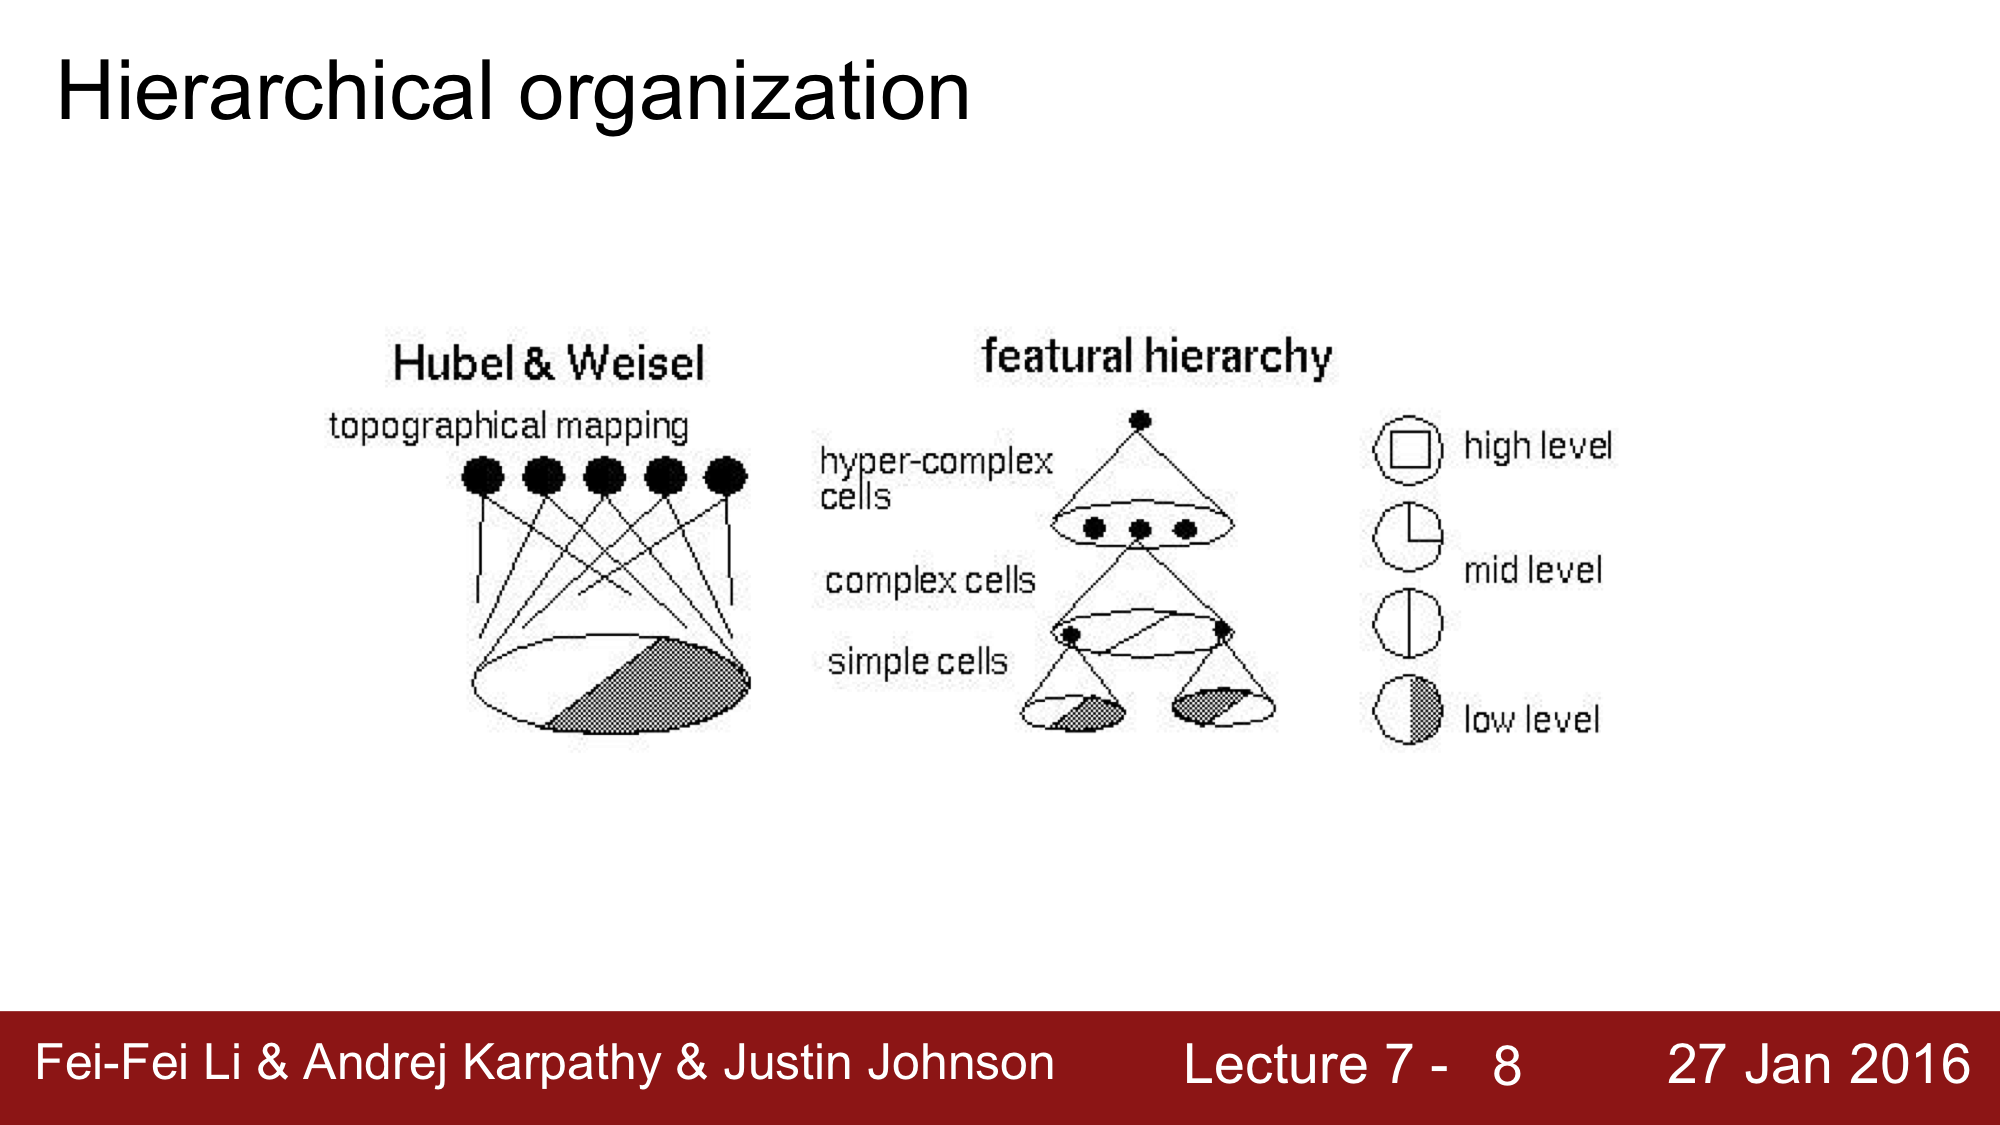 Hierarchical organization
Hubel & Weisel
topographical mapping
featural hierarchy
hyper-complex
cells
complex cells
simple cells
high level
mid level
low level
Fei-Fei Li & Andrej Karpathy & Justin Johnson
Lecture 7 - 8
27 Jan 2016